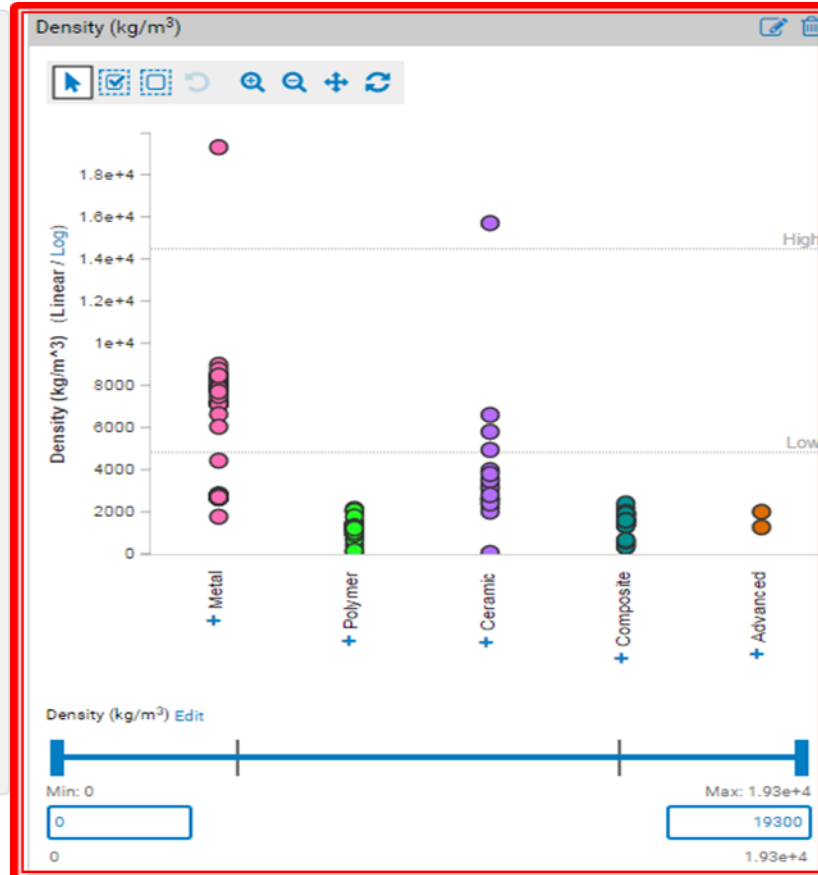 Density (kg/m³)
1.8e+4
1.6e+4
High
1.4e+4
1.2e+4
1e+4
8000
6000
Low
4000
2000
0
Density (kg/m^3) (Linear / Log)
+ Metal
+ Polymer
+ Ceramic
+ Composite
+ Advanced
Density (kg/m³) Edit
Min: 0 Max: 1.93e+4
0 19300
0 1.93e+4